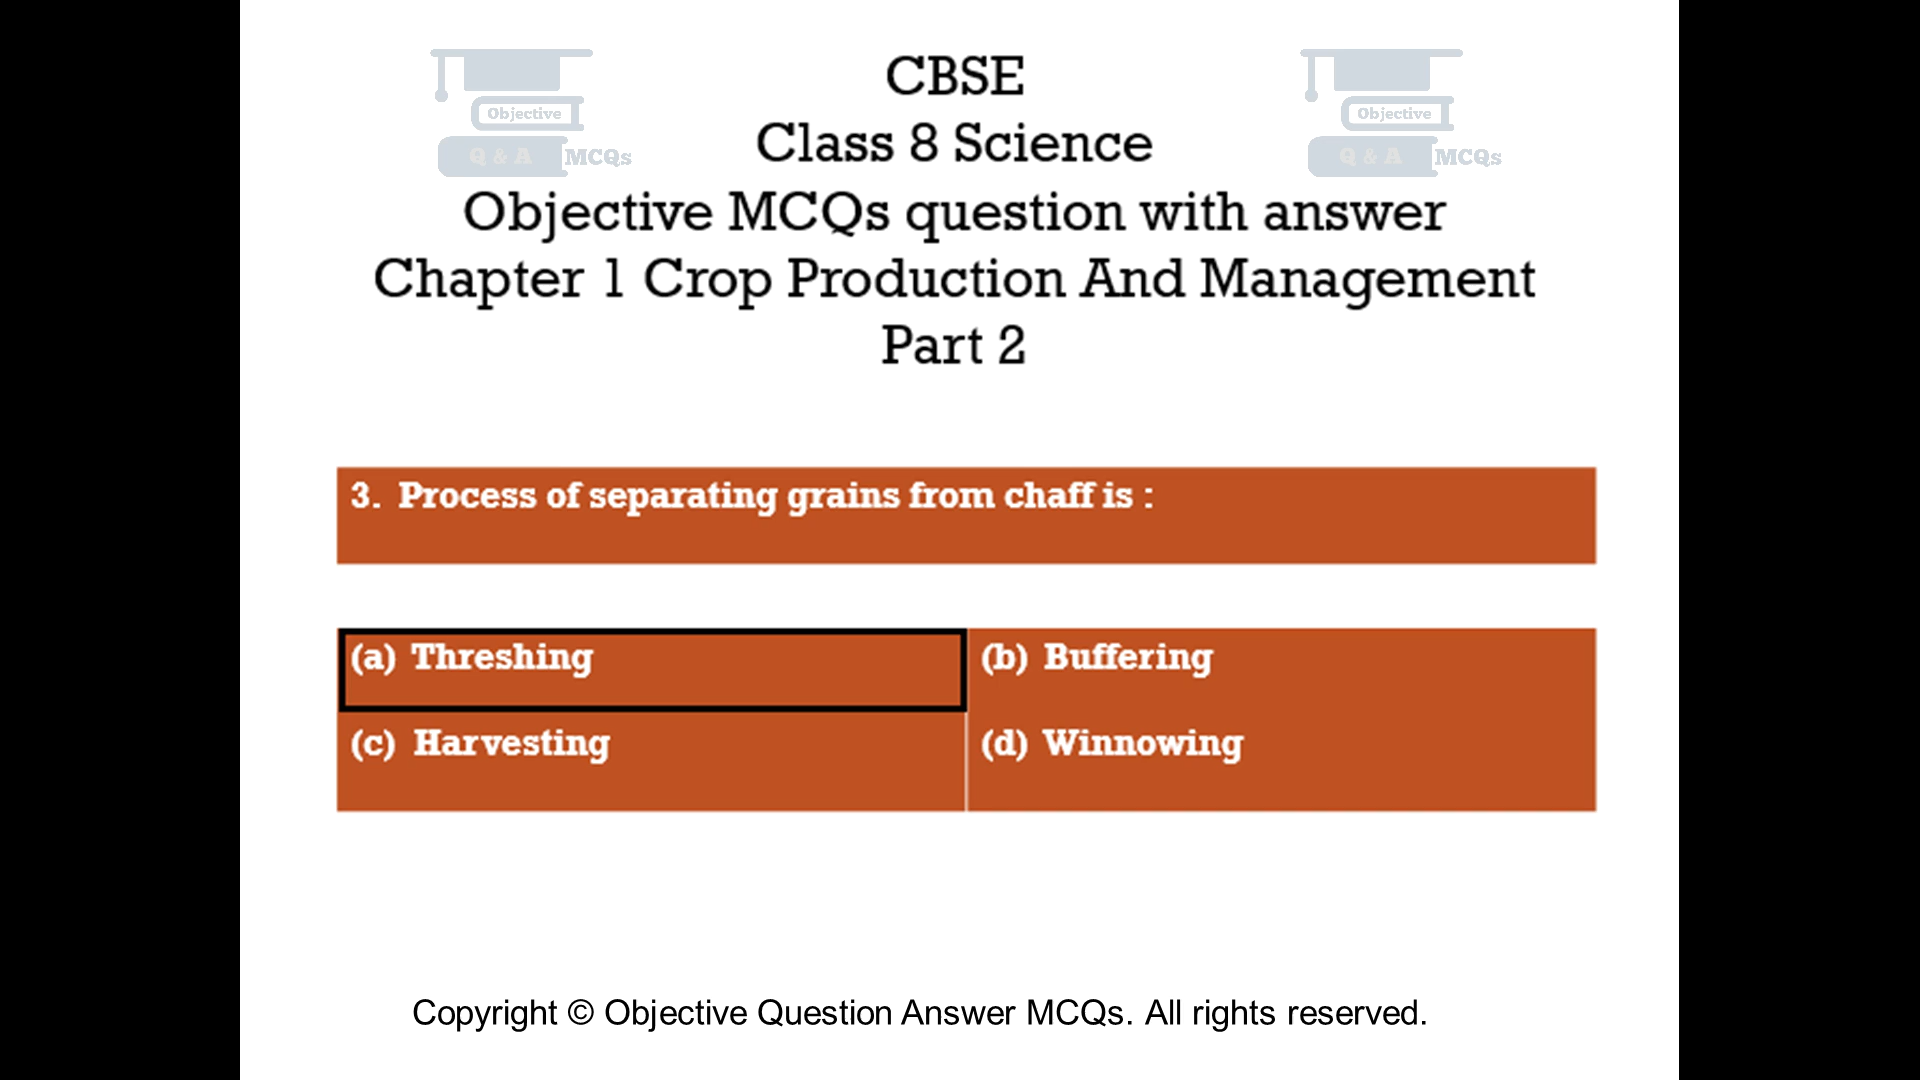 Objective
Q & A MCQs
Objective
Q & A MCQs
CBSE
Class 8 Science
Objective MCQs question with answer
Chapter 1 Crop Production And Management
Part 2
3. Process of separating grains from chaff is :
(a) Threshing
(b) Buffering
(c) Harvesting
(d) Winnowing
Copyright © Objective Question Answer MCQs. All rights reserved.